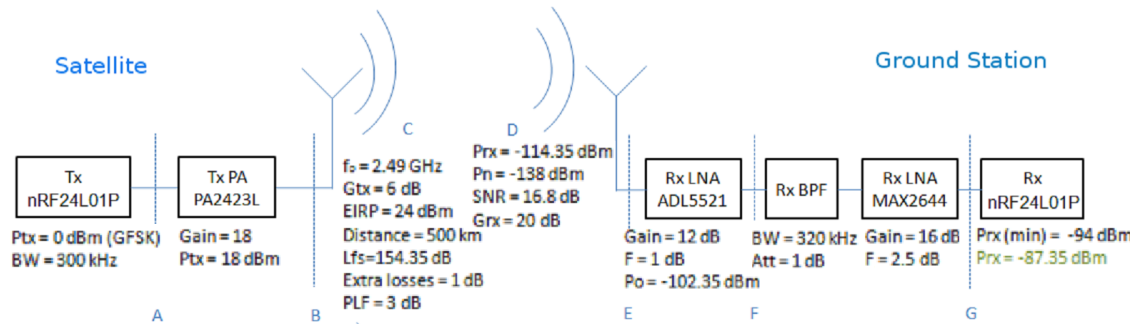 Satellite
Ground Station
Tx
nRF24L01P
Ptx = 0 dBm (GFSK)
BW = 300 kHz
A
Tx PA
PA2423L
Gain = 18
Ptx = 18 dBm
B
C
f₀ = 2.49 GHz
Gtx = 6 dB
EIRP = 24 dBm
Distance = 500 km
Lfs=154.35 dB
Extra losses = 1 dB
PLF = 3 dB
D
Prx = -114.35 dBm
Pn = -138 dBm
SNR = 16.8 dB
Grx = 20 dB
E
Rx LNA
ADL5521
Gain = 12 dB
F = 1 dB
Po = -102.35 dBm
F
Rx BPF
BW = 320 kHz
Att = 1 dB
Rx LNA
MAX2644
Gain = 16 dB
F = 2.5 dB
G
Rx
nRF24L01P
Prx (min) = -94 dBm
Prx = -87.35 dBm